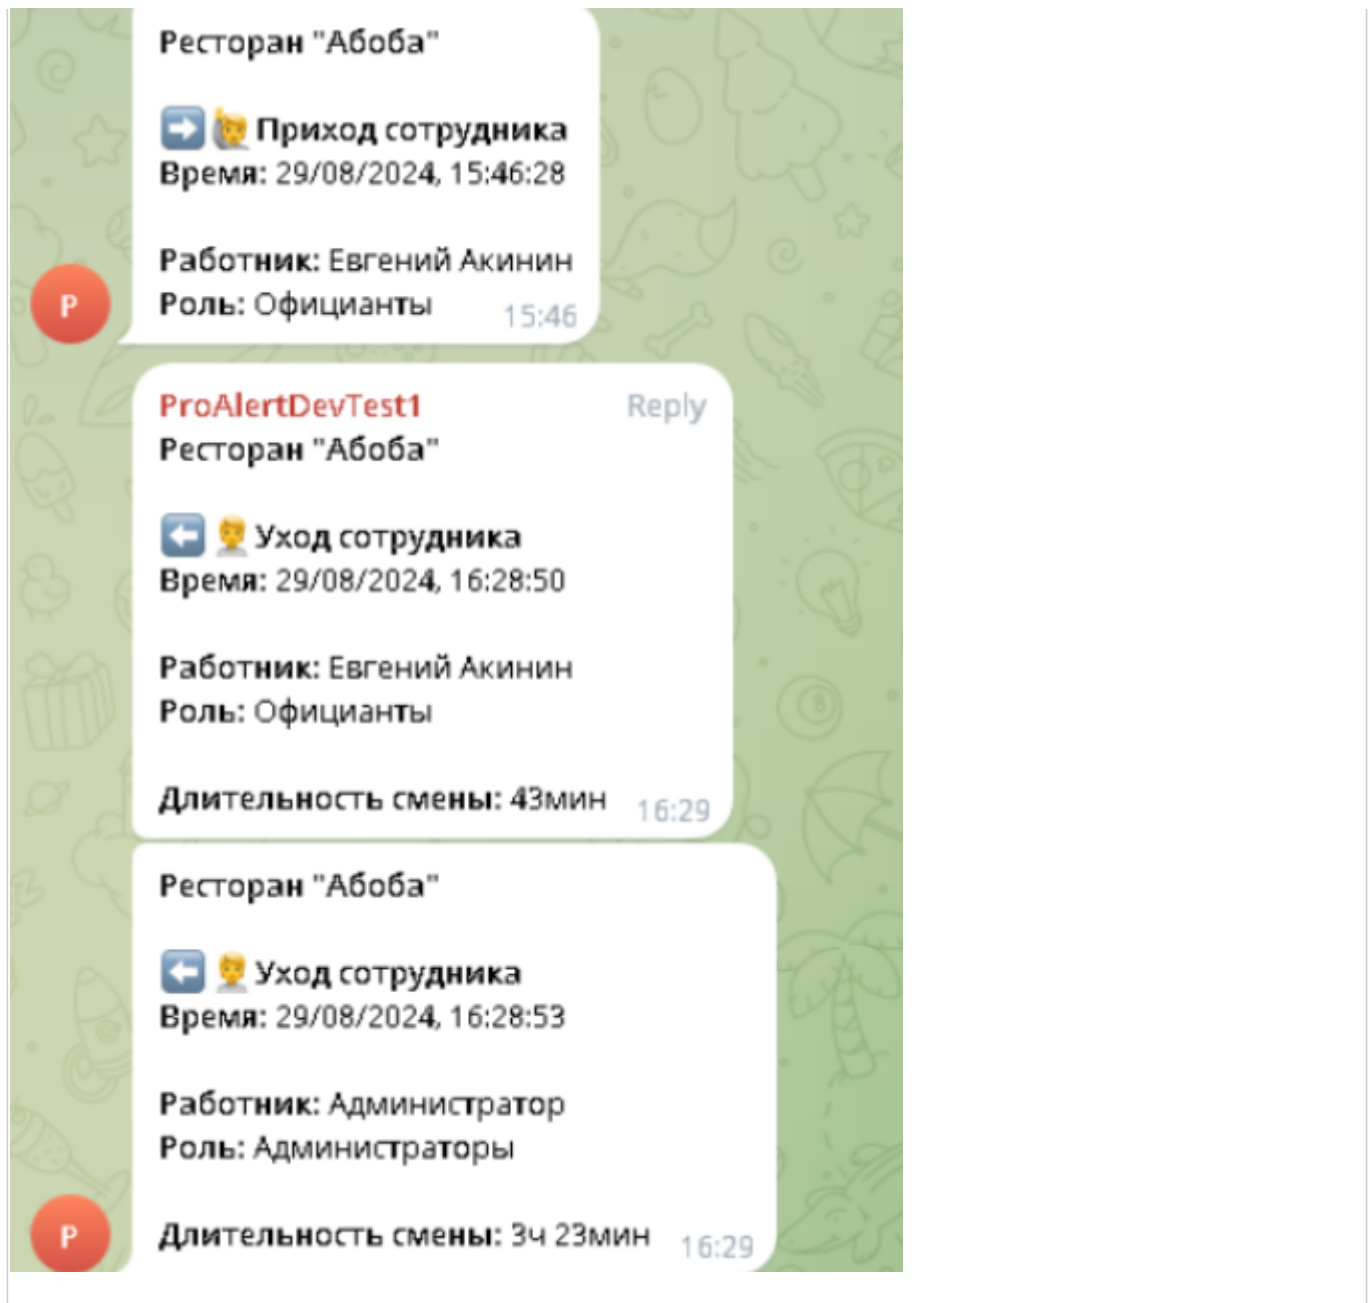 Ресторан "Абоба"
Приход сотрудника
Время: 29/08/2024, 15:46:28
Работник: Евгений Акинин
Роль: Официанты
15:46
P
ProAlertDevTest1
Reply
Ресторан "Абоба"
Уход сотрудника
Время: 29/08/2024, 16:28:50
Работник: Евгений Акинин
Роль: Официанты
Длительность смены: 43мин
16:29
Ресторан "Абоба"
Уход сотрудника
Время: 29/08/2024, 16:28:53
Работник: Администратор
Роль: Администраторы
Длительность смены: 3ч 23мин
16:29
P